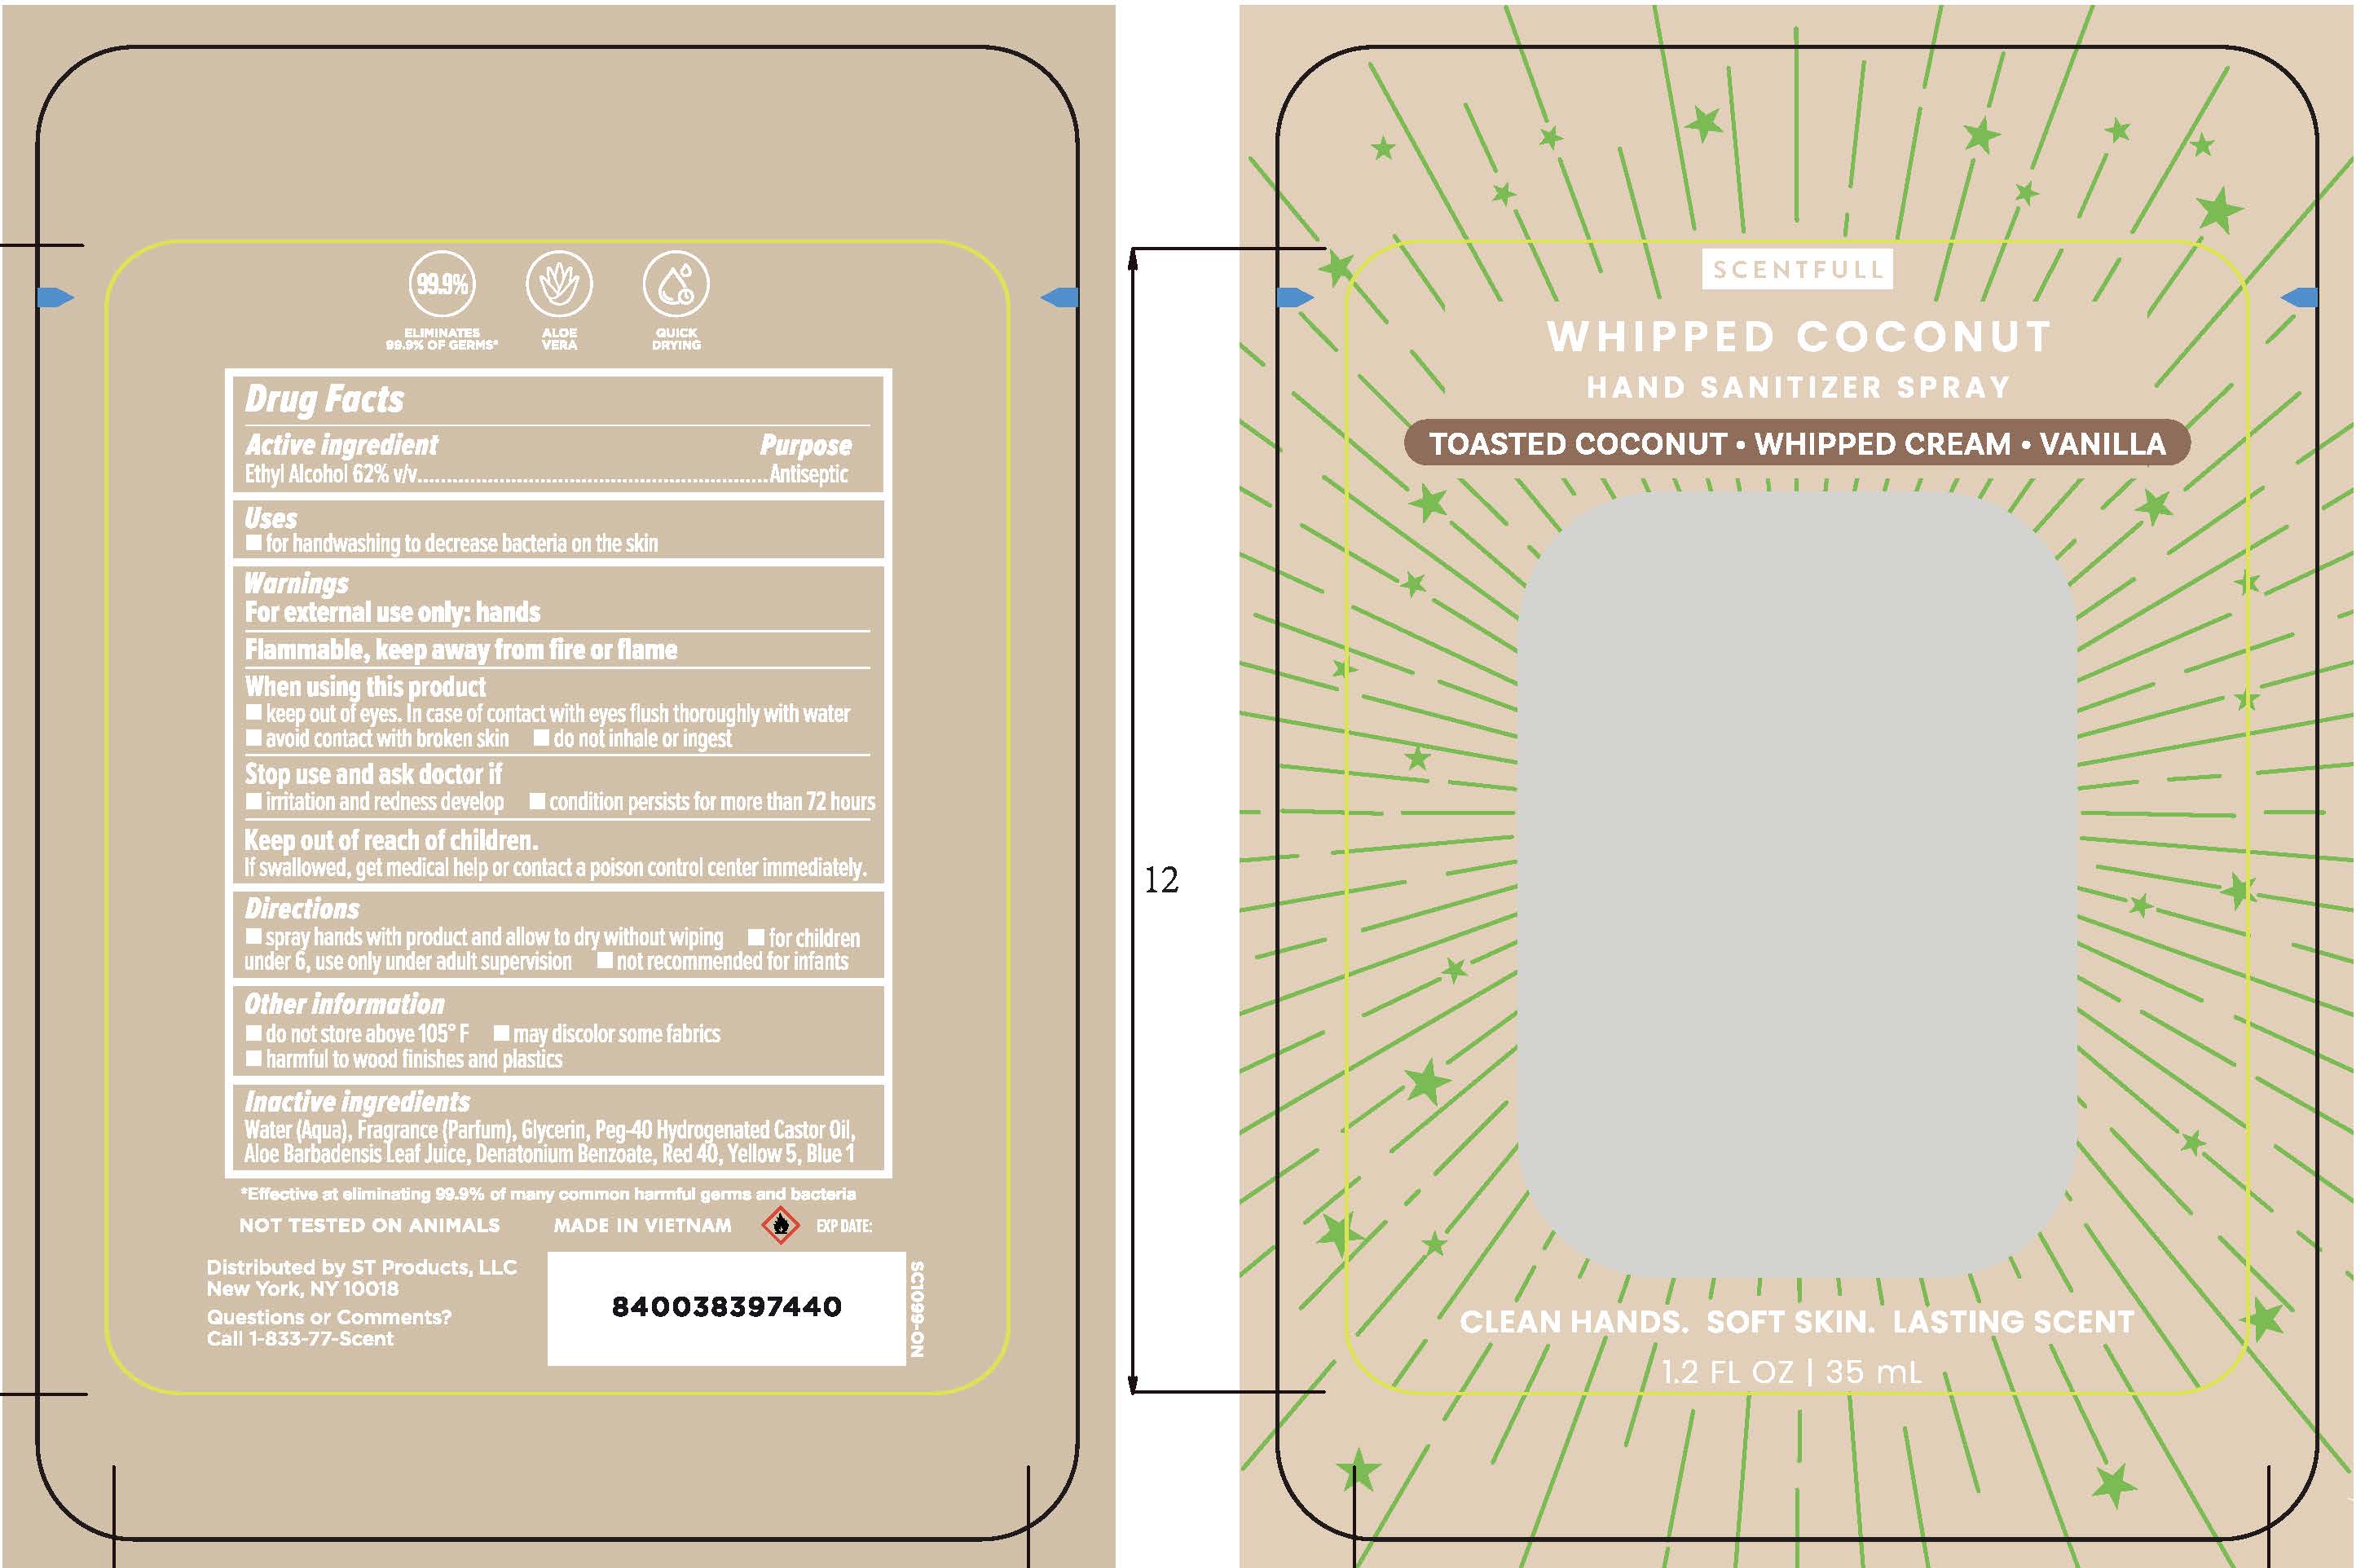 99.9%
ELIMINATES
99.9% OF GERMS*
ALOE
VERA
QUICK
DRYING
Drug Facts
Active ingredient Purpose
Ethyl Alcohol 62% v/v.............................................................Antiseptic
Uses
■ for handwashing to decrease bacteria on the skin
Warnings
For external use only: hands
Flammable, keep away from fire or flame
When using this product
■ keep out of eyes. In case of contact with eyes flush thoroughly with water
■ avoid contact with broken skin ■ do not inhale or ingest
Stop use and ask doctor if
■ irritation and redness develop ■ condition persists for more than 72 hours
Keep out of reach of children.
If swallowed, get medical help or contact a poison control center immediately.
Directions
■ spray hands with product and allow to dry without wiping ■ for children
under 6, use only under adult supervision ■ not recommended for infants
Other information
■ do not store above 105° F ■ may discolor some fabrics
■ harmful to wood finishes and plastics
Inactive ingredients
Water (Aqua), Fragrance (Parfum), Glycerin, Peg-40 Hydrogenated Castor Oil,
Aloe Barbadensis Leaf Juice, Denatonium Benzoate, Red 40, Yellow 5, Blue 1
*Effective at eliminating 99.9% of many common harmful germs and bacteria
NOT TESTED ON ANIMALS MADE IN VIETNAM EXP DATE:
Distributed by ST Products, LLC
New York, NY 10018
Questions or Comments?
Call 1-833-77-Scent
840038397440
SC1099-ON
12
SCENTFULL
WHIPPED COCONUT
HAND SANITIZER SPRAY
TOASTED COCONUT • WHIPPED CREAM • VANILLA
CLEAN HANDS. SOFT SKIN. LASTING SCENT
1.2 FL OZ | 35 mL